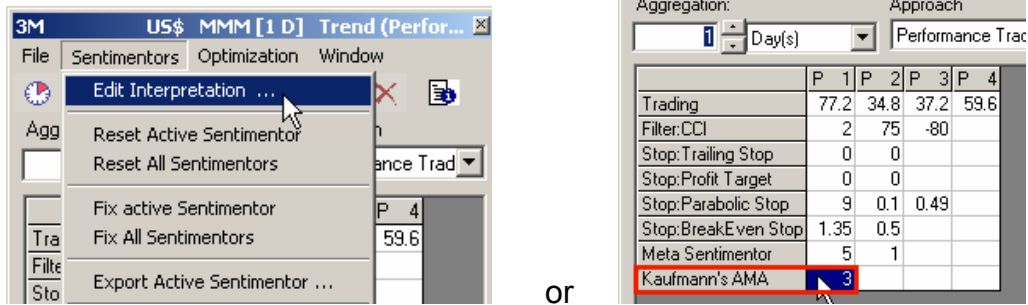 3M US$ MMM [1 D] Trend (Perfor...
File Sentimentors Optimization Window
Edit Interpretation ...
Agg
Reset Active Sentimentor
Reset All Sentimentors
ance Trad
Fix active Sentimentor
P 4
Tra Fix All Sentimentors 59.6
Filte
Export Active Sentimentor ...
Sto
or
Aggregation: Approach
1 Day(s) Performance Trad
P 1 P 2 P 3 P 4
Trading 77.2 34.8 37.2 59.6
Filter:CCI 2 75 -80
Stop:Trailing Stop 0 0
Stop:Profit Target 0 0
Stop:Parabolic Stop 9 0.1 0.49
Stop:BreakEven Stop 1.35 0.5
Meta Sentimentor 5 1
Kaufmann's AMA 3